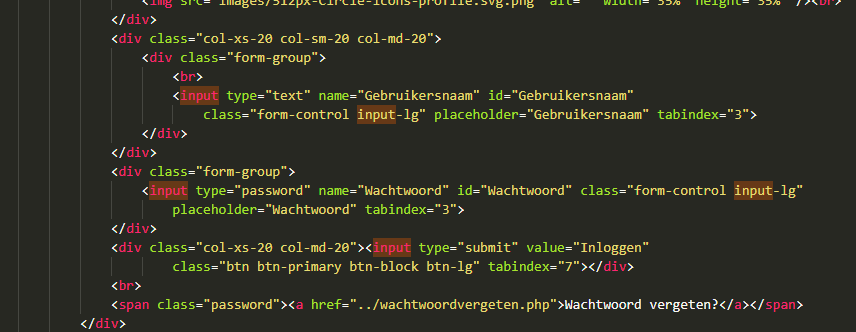 <img src="images/512px-Circle-icons-profile.svg.png" alt="" width="35%" height="35%" /><br>
</div>
<div class="col-xs-20 col-sm-20 col-md-20">
<div class="form-group">
<br>
<input type="text" name="Gebruikersnaam" id="Gebruikersnaam"
class="form-control input-lg" placeholder="Gebruikersnaam" tabindex="3">
</div>
</div>
<div class="form-group">
<input type="password" name="Wachtwoord" id="Wachtwoord" class="form-control input-lg"
placeholder="Wachtwoord" tabindex="3">
</div>
<div class="col-xs-20 col-md-20"><input type="submit" value="Inloggen"
class="btn btn-primary btn-block btn-lg" tabindex="7"></div>
<br>
<span class="password"><a href="../wachtwoordvergeten.php">Wachtwoord vergeten?</a></span>
</div>